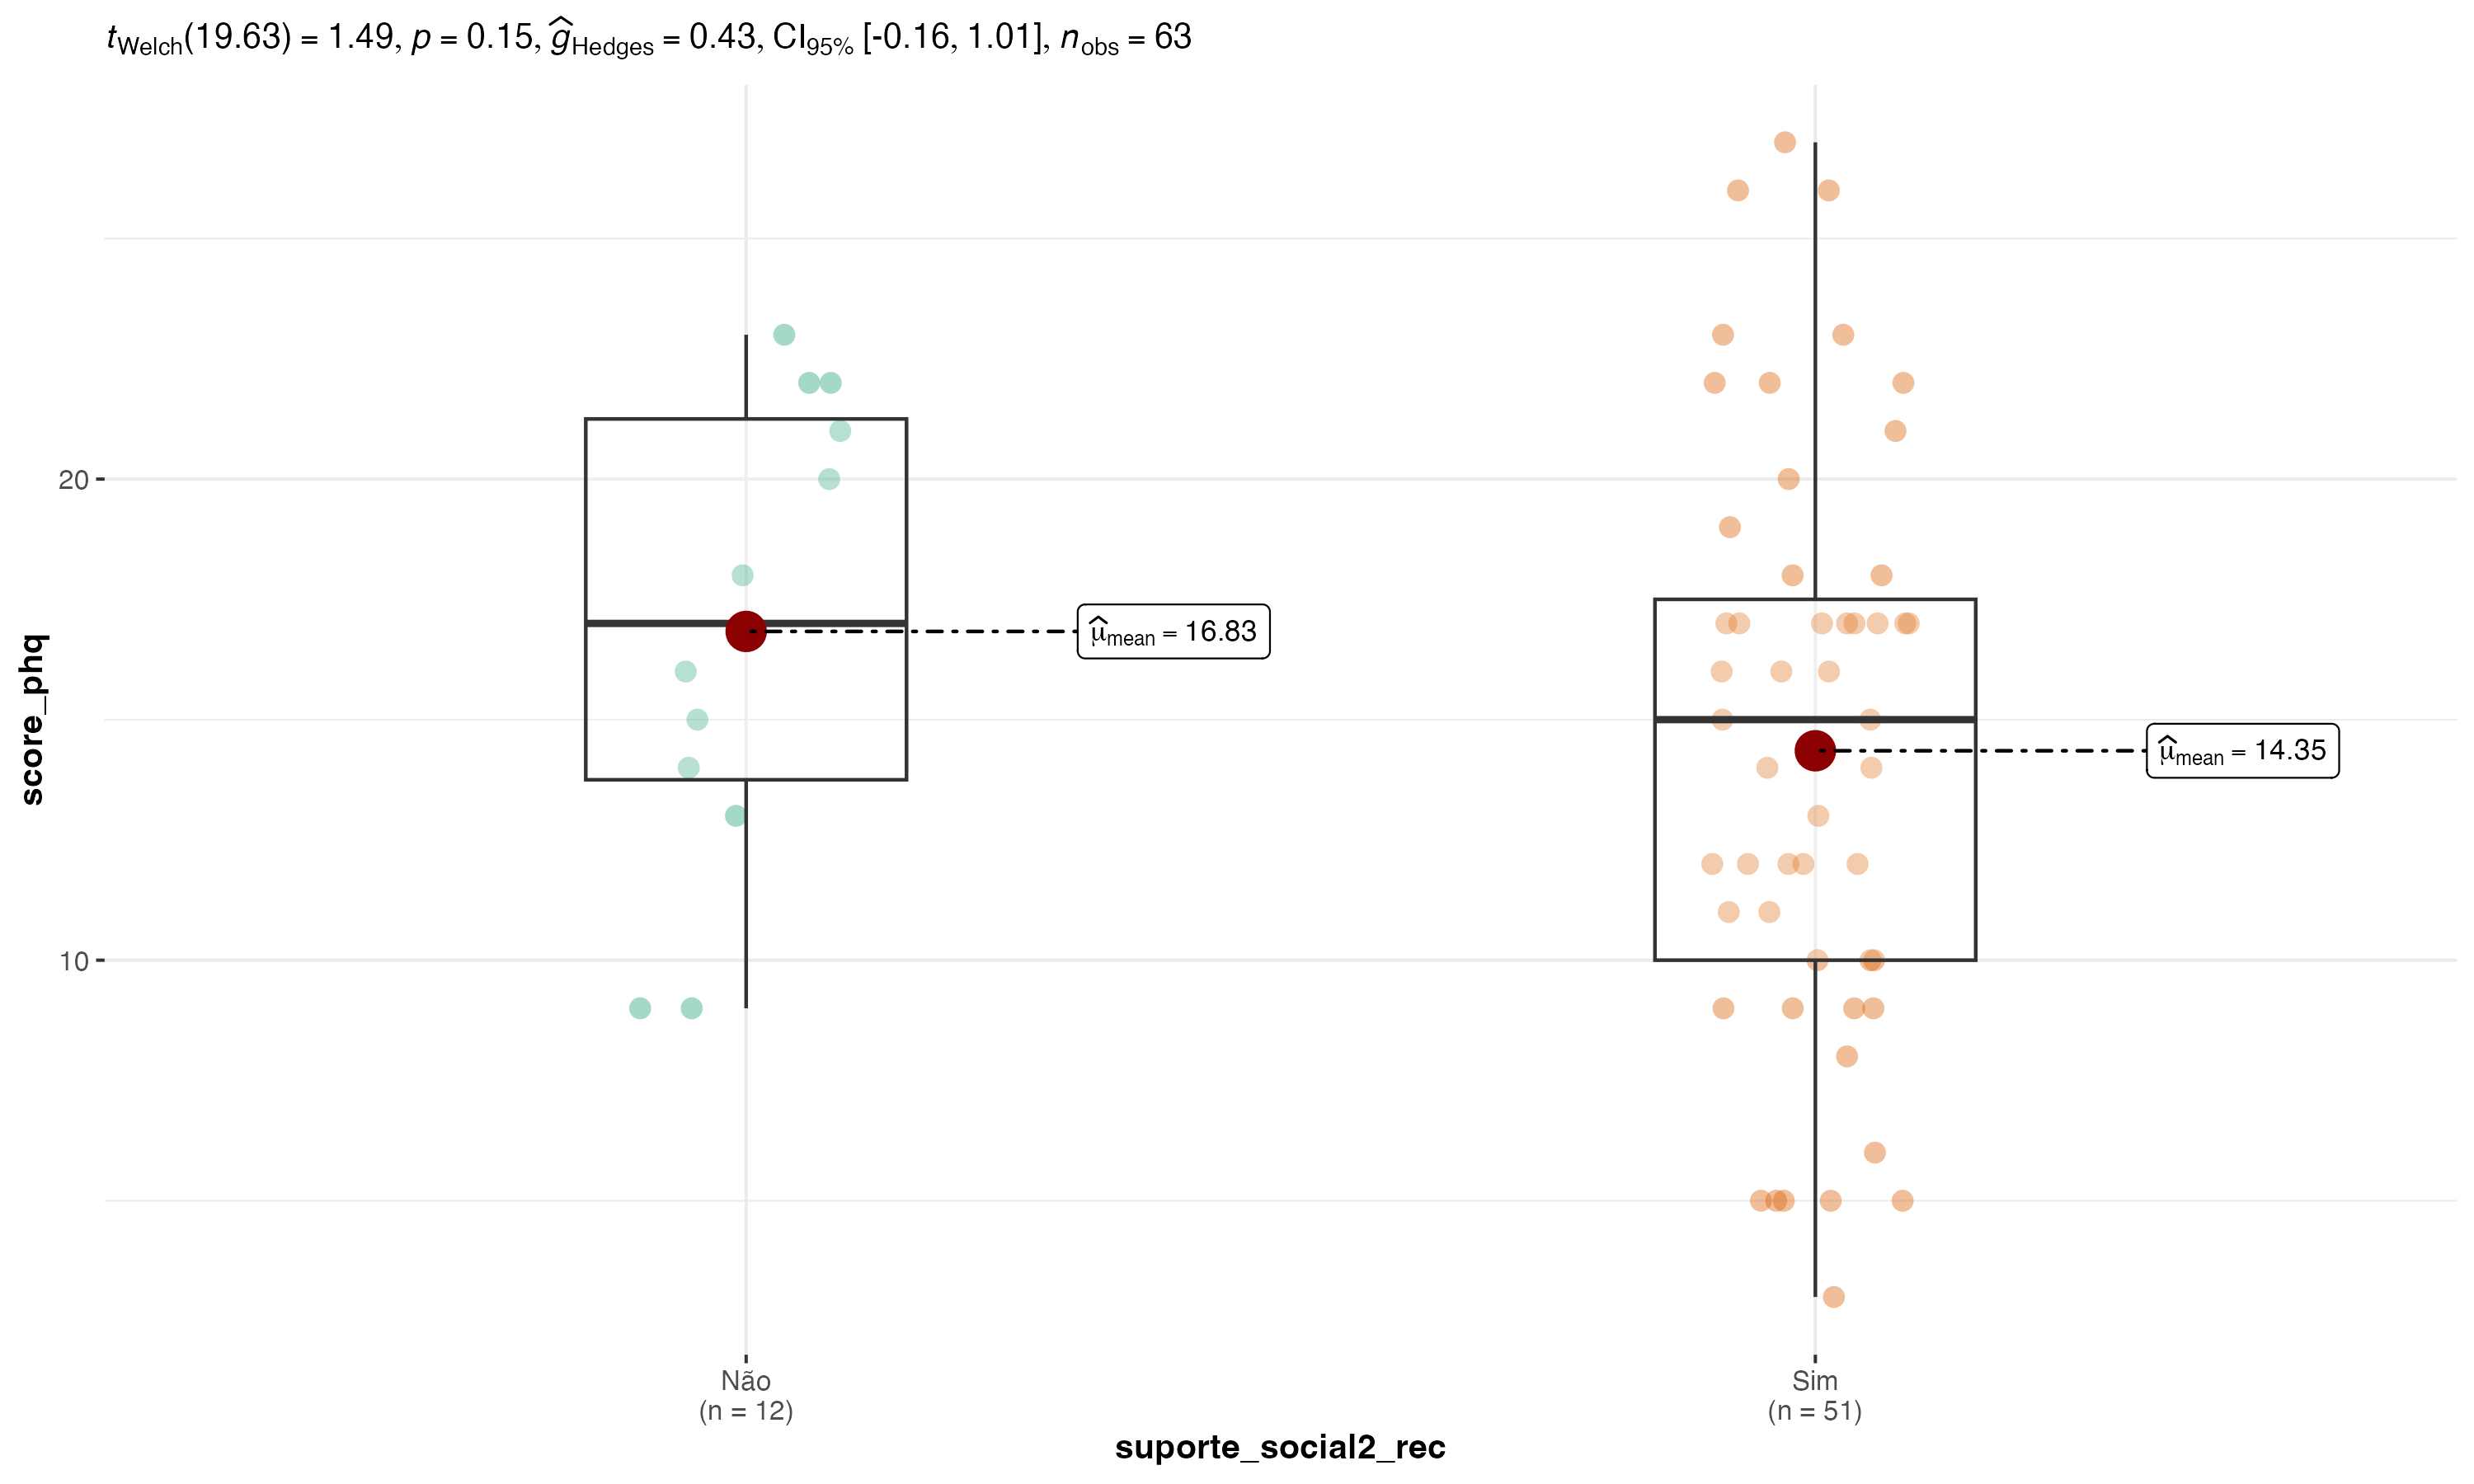 tWelch(19.63) = 1.49, p = 0.15, ĝHedges = 0.43, CI95% [-0.16, 1.01], nobs = 63
score_phq
20
10
μ̂mean = 16.83
μ̂mean = 14.35
Não
(n = 12)
Sim
(n = 51)
suporte_social2_rec